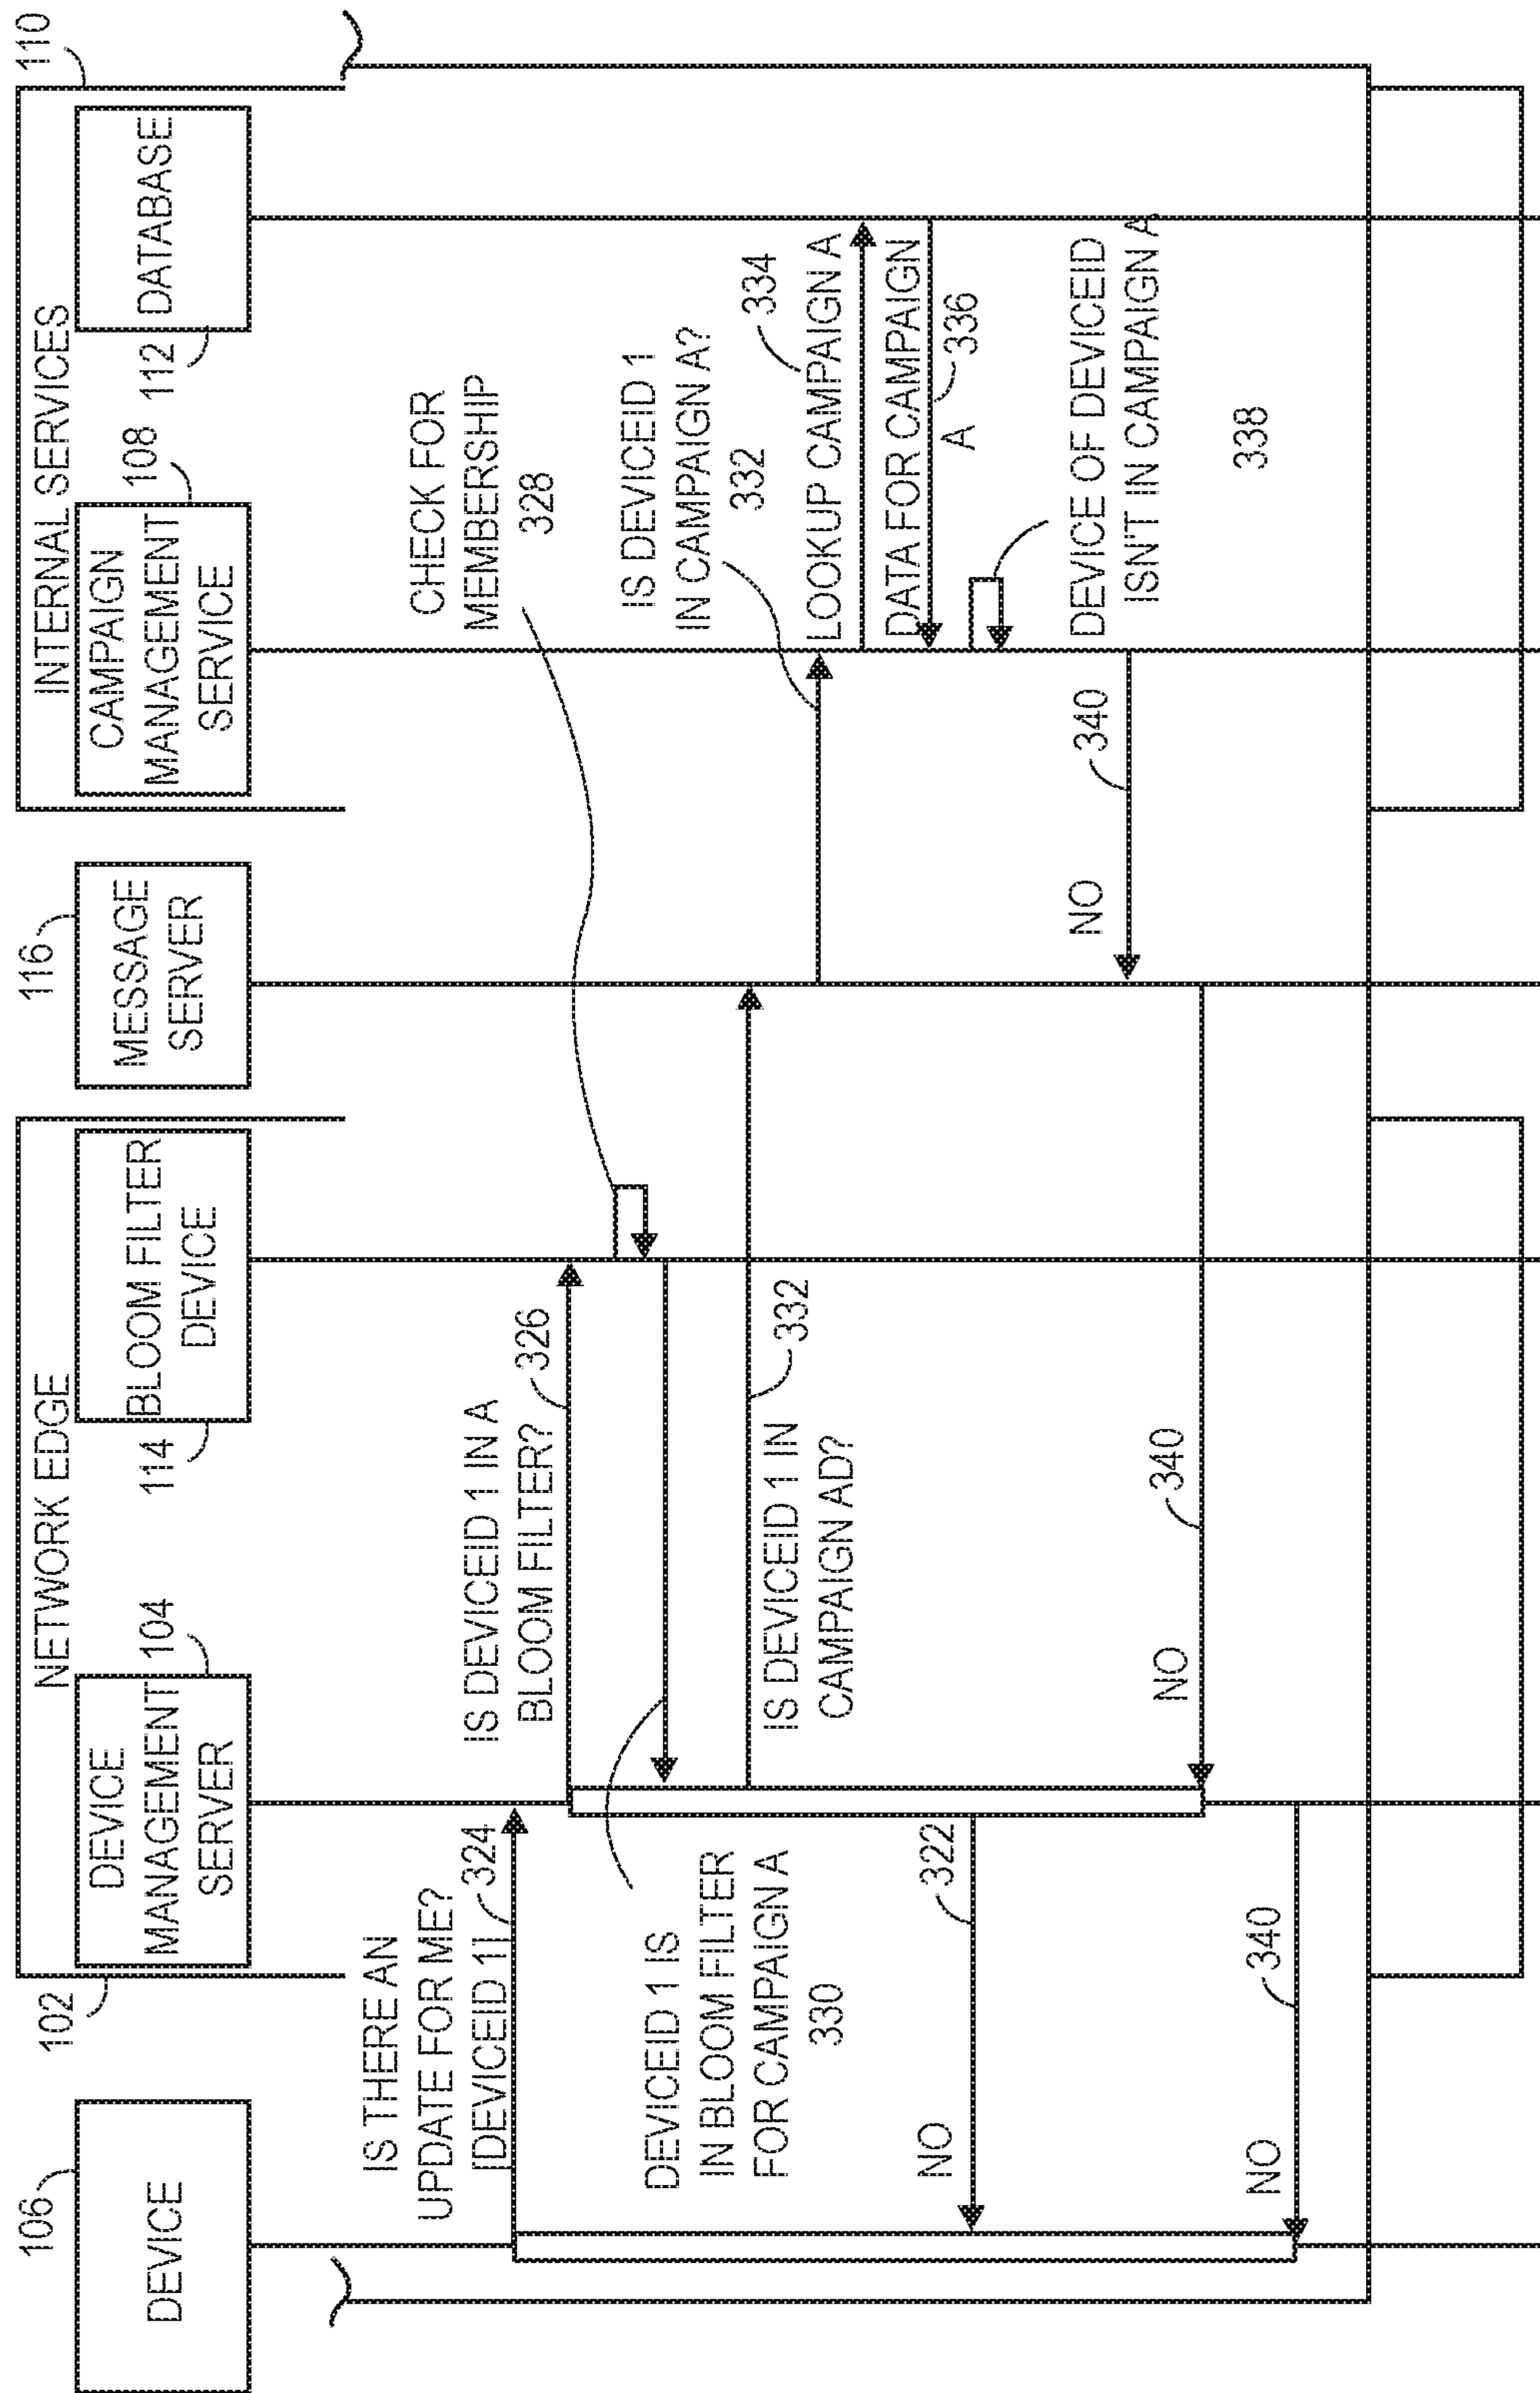 106
DEVICE
102
NETWORK EDGE
DEVICE
MANAGEMENT
SERVER
104
114
BLOOM FILTER
DEVICE
116
MESSAGE
SERVER
INTERNAL SERVICES
CAMPAIGN
MANAGEMENT
SERVICE
108
112
DATABASE
110
IS THERE AN
UPDATE FOR ME?
[DEVICEID 1]
324
IS DEVICEID 1 IN A
BLOOM FILTER?
326
CHECK FOR
MEMBERSHIP
328
DEVICEID 1 IS
IN BLOOM FILTER
FOR CAMPAIGN A
330
IS DEVICEID 1 IN
CAMPAIGN AD?
332
IS DEVICEID 1
IN CAMPAIGN A?
332
LOOKUP CAMPAIGN A
334
DATA FOR CAMPAIGN
A
336
DEVICE OF DEVICEID
ISN'T IN CAMPAIGN A
338
NO
322
NO
340
NO
340
NO
340